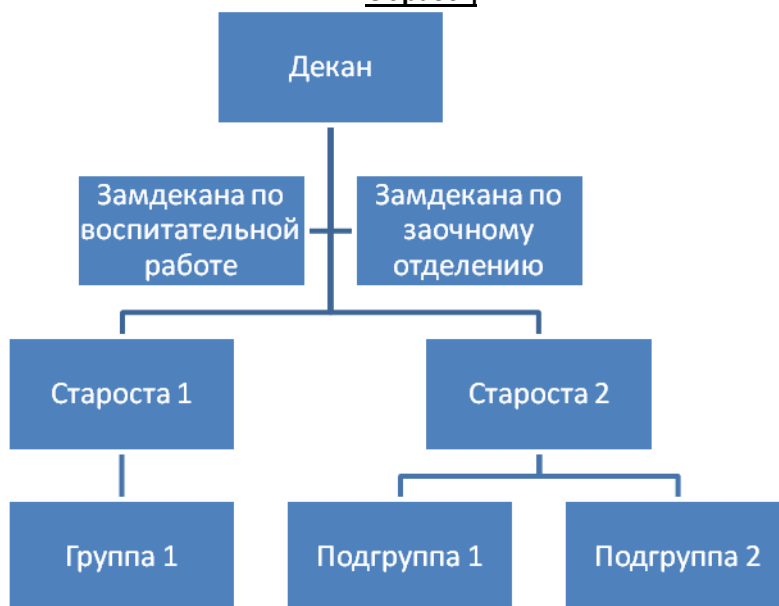 Декан
Замдекана по
воспитательной
работе
Замдекана по
заочному
отделению
Староста 1
Староста 2
Группа 1
Подгруппа 1
Подгруппа 2